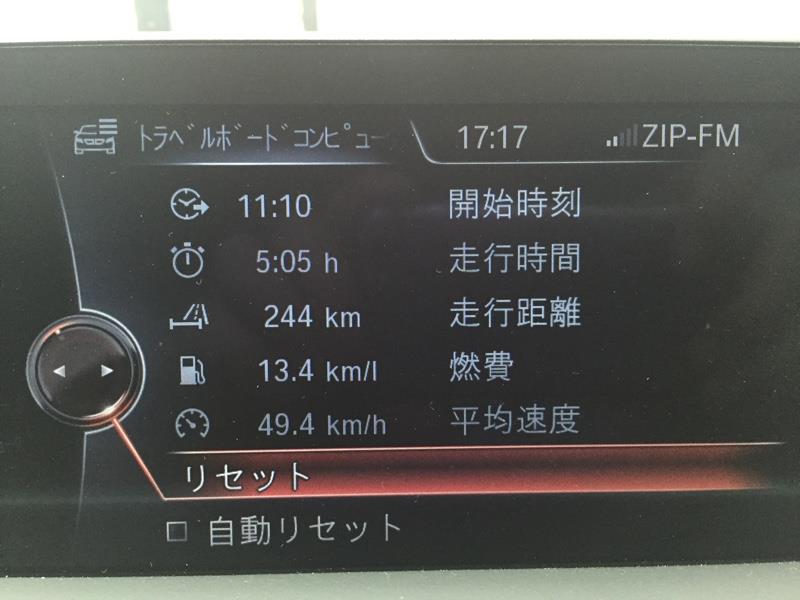 ﾄﾗﾍﾞﾙﾎﾞｰﾄﾞｺﾝﾋﾟｭｰ 17:17 ZIP-FM
11:10 開始時刻
5:05 h 走行時間
244 km 走行距離
13.4 km/l 燃費
49.4 km/h 平均速度
リセット
自動リセット